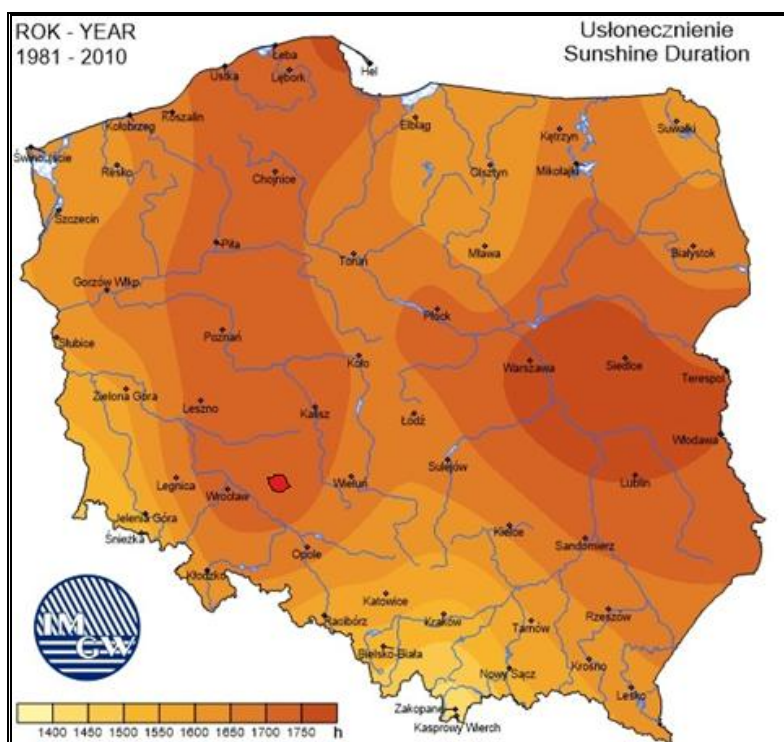 ROK - YEAR
1981 - 2010
Usłonecznienie
Sunshine Duration
Łeba
Hel
Ustka
Lębork
Koszalin
Kołobrzeg
Elbląg
Suwałki
Kętrzyn
Świnoujście
Resko
Chojnice
Olsztyn
Mikołajki
Szczecin
Piła
Toruń
Mława
Białystok
Gorzów Wlkp.
Płock
Słubice
Poznań
Koło
Warszawa
Siedlce
Terespol
Zielona Góra
Leszno
Kalisz
Łódź
Włodawa
Sulejów
Legnica
Wrocław
Wieluń
Lublin
Jelenia Góra
Śnieżka
Opole
Kielce
Sandomierz
Kłodzko
Katowice
Racibórz
Kraków
Tarnów
Rzeszów
Bielsko-Biała
Nowy Sącz
Krosno
Lesko
Zakopane
Kasprowy Wierch
IM
GW
1400 1450 1500 1550 1600 1650 1700 1750 h